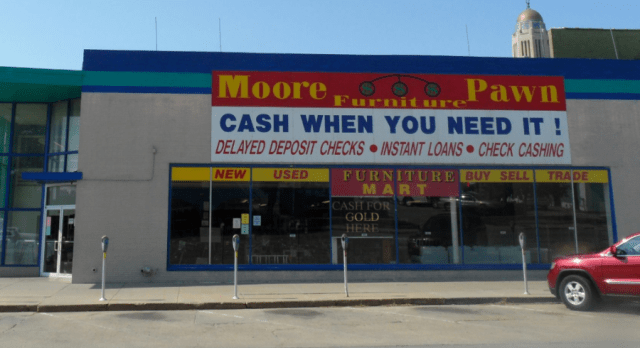 Moore Furniture Pawn
CASH WHEN YOU NEED IT !
DELAYED DEPOSIT CHECKS • INSTANT LOANS • CHECK CASHING
NEW USED FURNITURE BUY SELL TRADE
MART
CASH FOR
GOLD
HERE